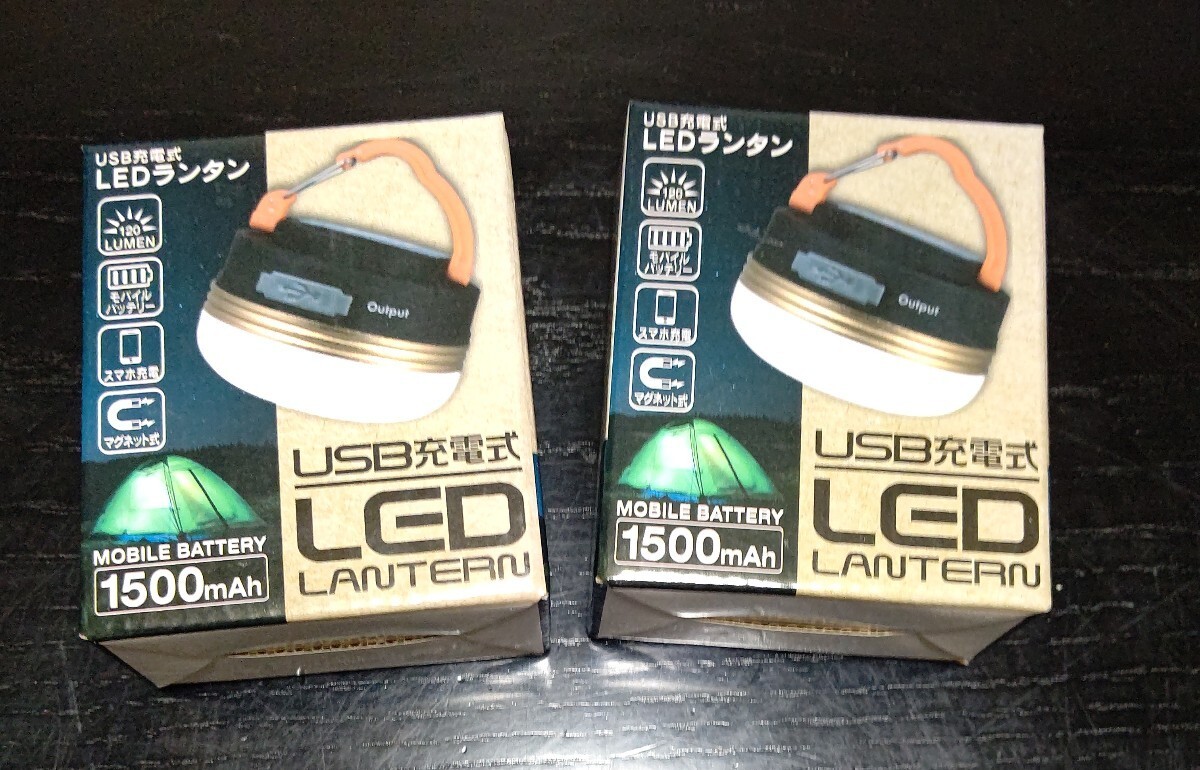 USB充電式
LEDランタン
120
LUMEN
モバイル
バッテリー
スマホ充電
マグネット式
Output
USB充電式
LED
LANTERN
MOBILE BATTERY
1500mAh
USB充電式
LEDランタン
120
LUMEN
モバイル
バッテリー
スマホ充電
マグネット式
Output
USB充電式
LED
LANTERN
MOBILE BATTERY
1500mAh